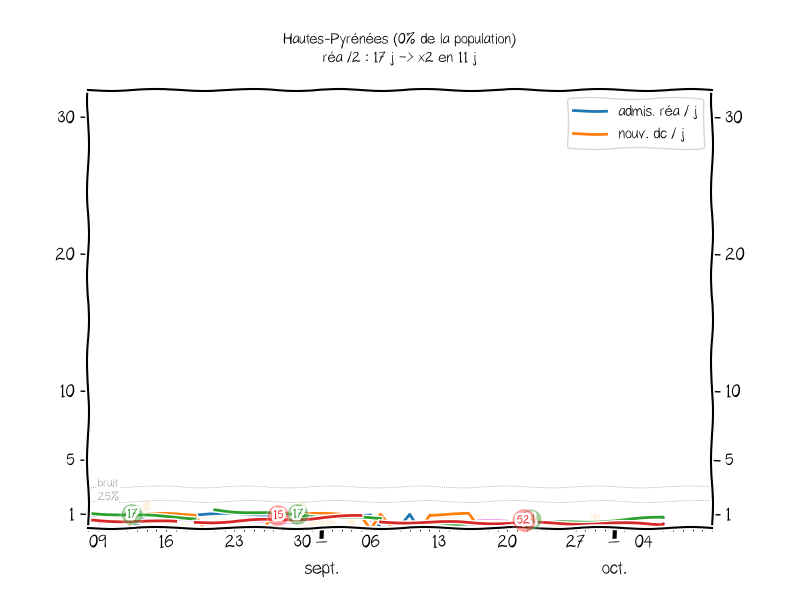 Hautes-Pyrénées (0% de la population)
réa /2 : 17 j -> x2 en 11 j
admis. réa / j
nouv. dc / j
30 30
20 20
10 10
5 5
bruit
25%
1 1
17 15 17 52
09 16 23 30 06 13 20 27 04
sept. oct.